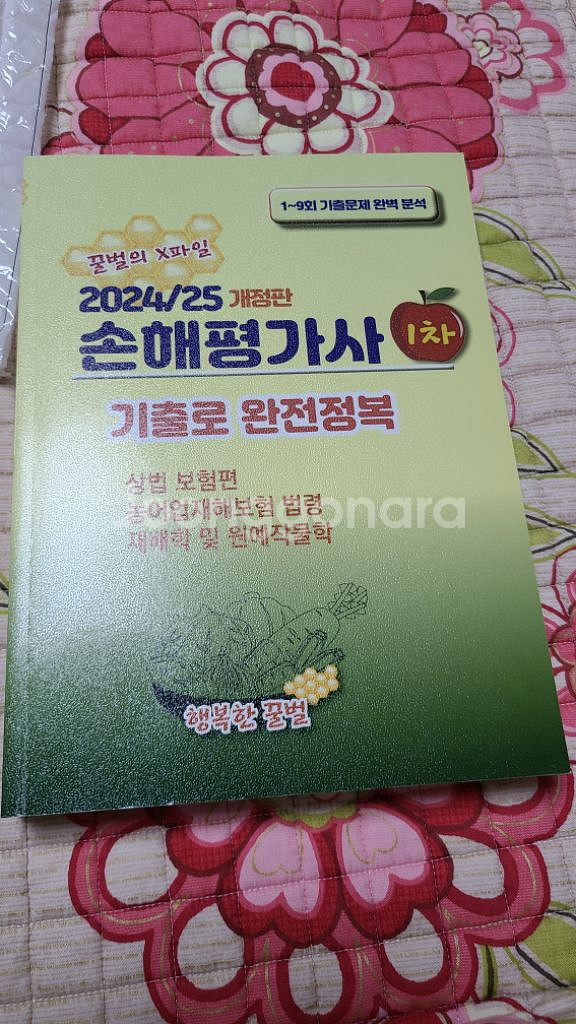 1~9회 기출문제 완벽 분석
꿀벌의 X파일
2024/25 개정판
손해평가사
1차
기출로 완전정복
상법 보험편
농어업재해보험 법령
재배학 및 원예작물학
행복한 꿀벌